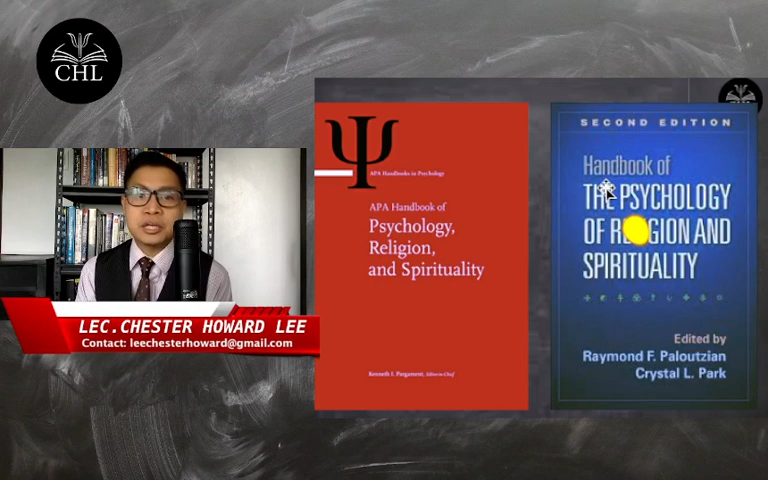 CHL
LEC.CHESTER HOWARD LEE
Contact: leechesterhoward@gmail.com
APA Handbooks in Psychology
APA Handbook of
Psychology,
Religion,
and Spirituality
Kenneth I. Pargament, Editor-in-Chief
SECOND EDITION
Handbook of
THE PSYCHOLOGY
OF RELIGION AND
SPIRITUALITY
Edited by
Raymond F. Paloutzian
Crystal L. Park